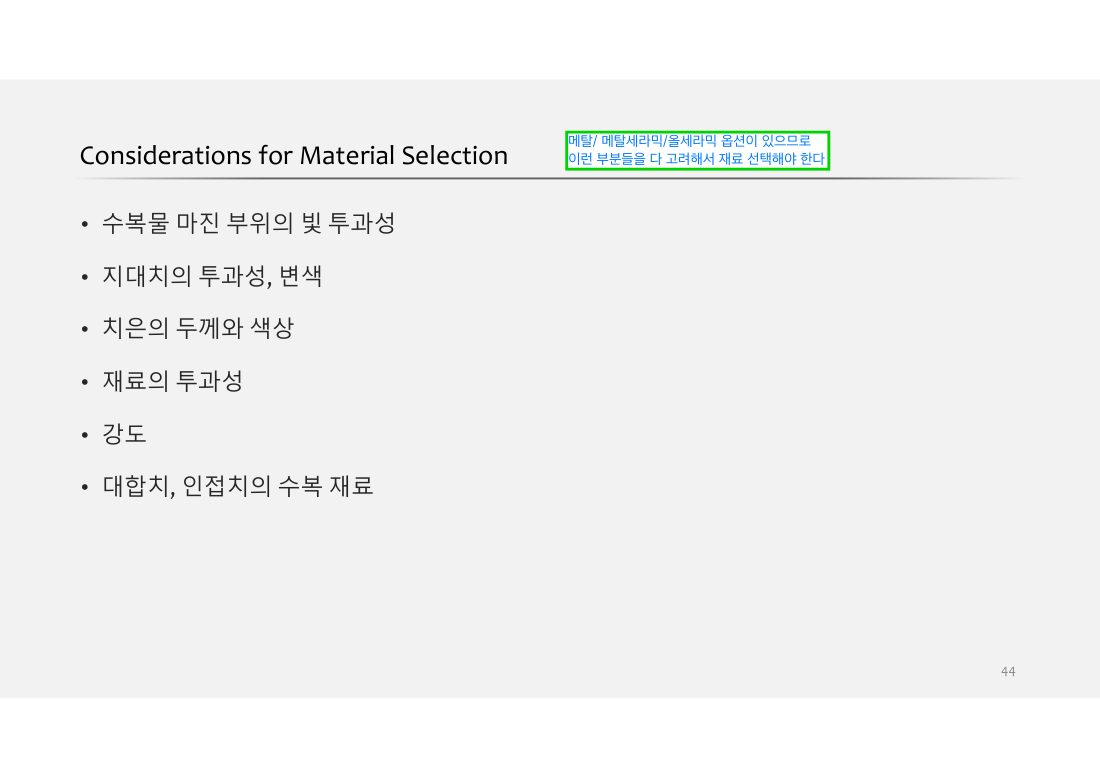 Considerations for Material Selection
메탈/ 메탈세라믹/올세라믹 옵션이 있으므로
이런 부분들을 다 고려해서 재료 선택해야 한다
• 수복물 마진 부위의 빛 투과성
• 지대치의 투과성, 변색
• 치은의 두께와 색상
• 재료의 투과성
• 강도
• 대합치, 인접치의 수복 재료
44